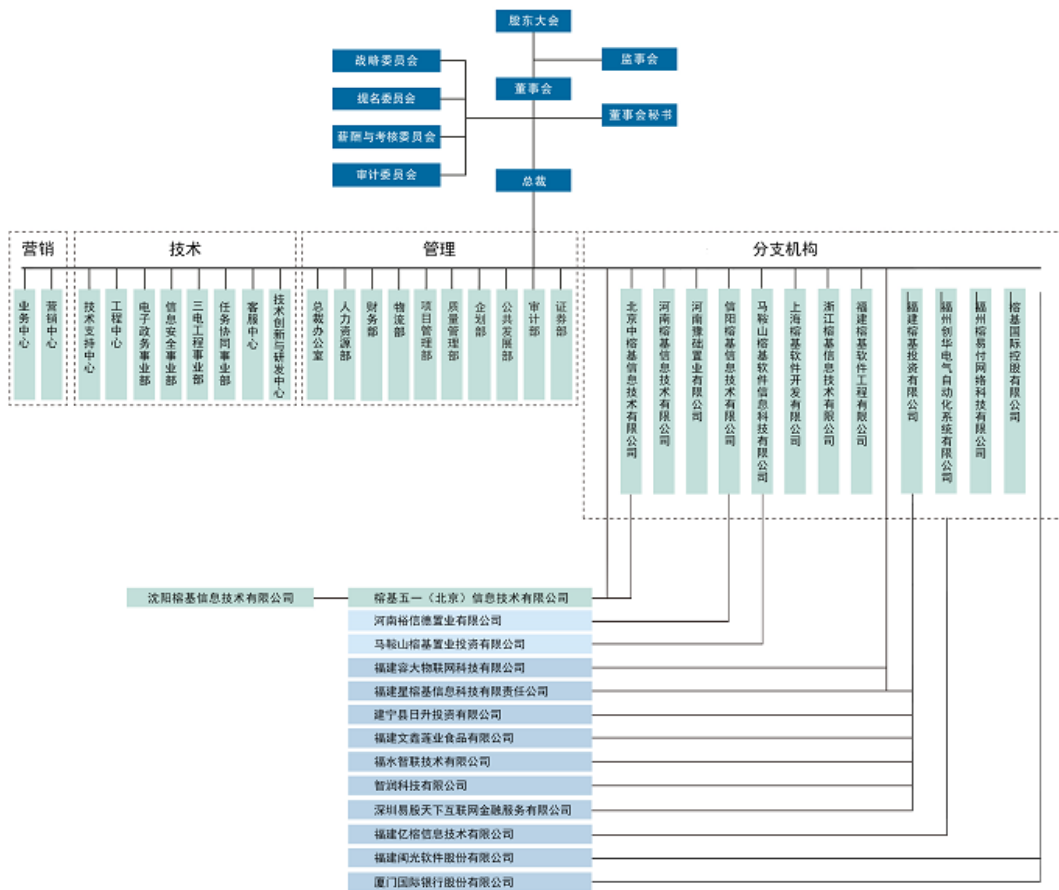 股东大会
战略委员会
监事会
提名委员会
董事会
董事会秘书
薪酬与考核委员会
审计委员会
总裁
营销
技术
管理
分支机构
业务中心
营销中心
技术支持中心
工程中心
电子政务事业部
信息安全事业部
三电工程事业部
任务协同事业部
客服中心
技术创新与研发中心
总裁办公室
人力资源部
财务部
物流部
项目管理部
质量管理部
企划部
公共发展部
审计部
证券部
北京中榕基信息技术有限公司
河南榕基信息技术有限公司
河南豫础置业有限公司
信阳榕基信息技术有限公司
马鞍山榕基软件信息科技有限公司
上海榕基软件开发有限公司
浙江榕基信息技术有限公司
福建榕基软件工程有限公司
福建榕基投资有限公司
福州创华电气自动化系统有限公司
福州榕易付网络科技有限公司
榕基国际控股有限公司
沈阳榕基信息技术有限公司
榕基五一（北京）信息技术有限公司
河南裕信德置业有限公司
马鞍山榕基置业投资有限公司
福建容大物联网科技有限公司
福建星榕基信息科技有限责任公司
建宁县日升投资有限公司
福建文鑫莲业食品有限公司
福水智联技术有限公司
智润科技有限公司
深圳易股天下互联网金融服务有限公司
福建亿榕信息技术有限公司
福建闽光软件股份有限公司
厦门国际银行股份有限公司